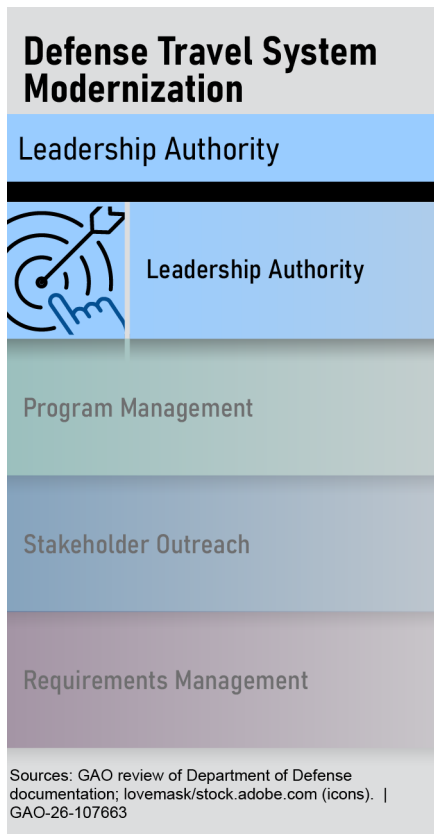 Defense Travel System
Modernization
Leadership Authority
Leadership Authority
Program Management
Stakeholder Outreach
Requirements Management
Sources: GAO review of Department of Defense
documentation; lovemask/stock.adobe.com (icons).  |
GAO-26-107663